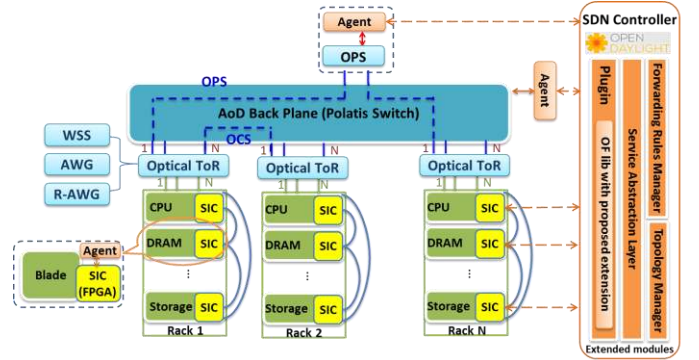 Agent
OPS
SDN Controller
OPEN
DAYLIGHT
OPS
AoD Back Plane (Polatis Switch)
Agent
OCS
WSS
AWG
R-AWG
1 N
1 N
1 N
Optical ToR
Optical ToR
Optical ToR
1 N
1 N
CPU SIC
CPU SIC
CPU SIC
DRAM SIC
DRAM SIC
DRAM SIC
⋮
⋮
⋮
Storage SIC
Storage SIC
Storage SIC
Rack 1
Rack 2
Rack N
Agent
Blade
SIC
(FPGA)
Plugin
OF lib with proposed extension
Service Abstraction Layer
Forwarding Rules Manager
Topology Manager
Extended modules